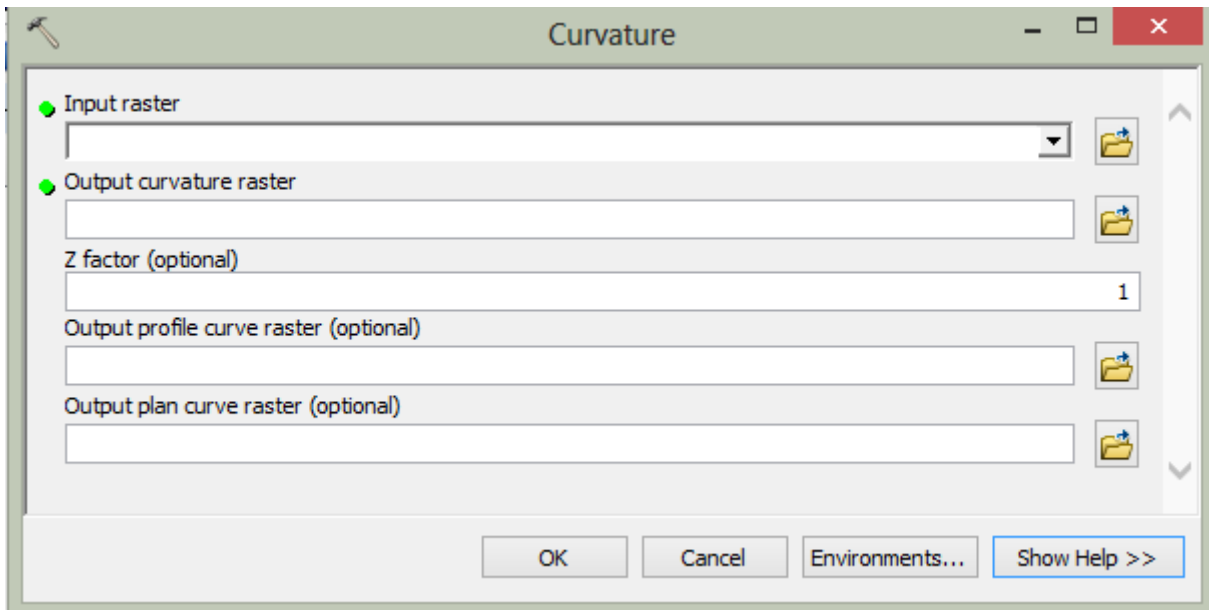 Curvature
Input raster
Output curvature raster
Z factor (optional)
1
Output profile curve raster (optional)
Output plan curve raster (optional)
OK Cancel Environments... Show Help >>